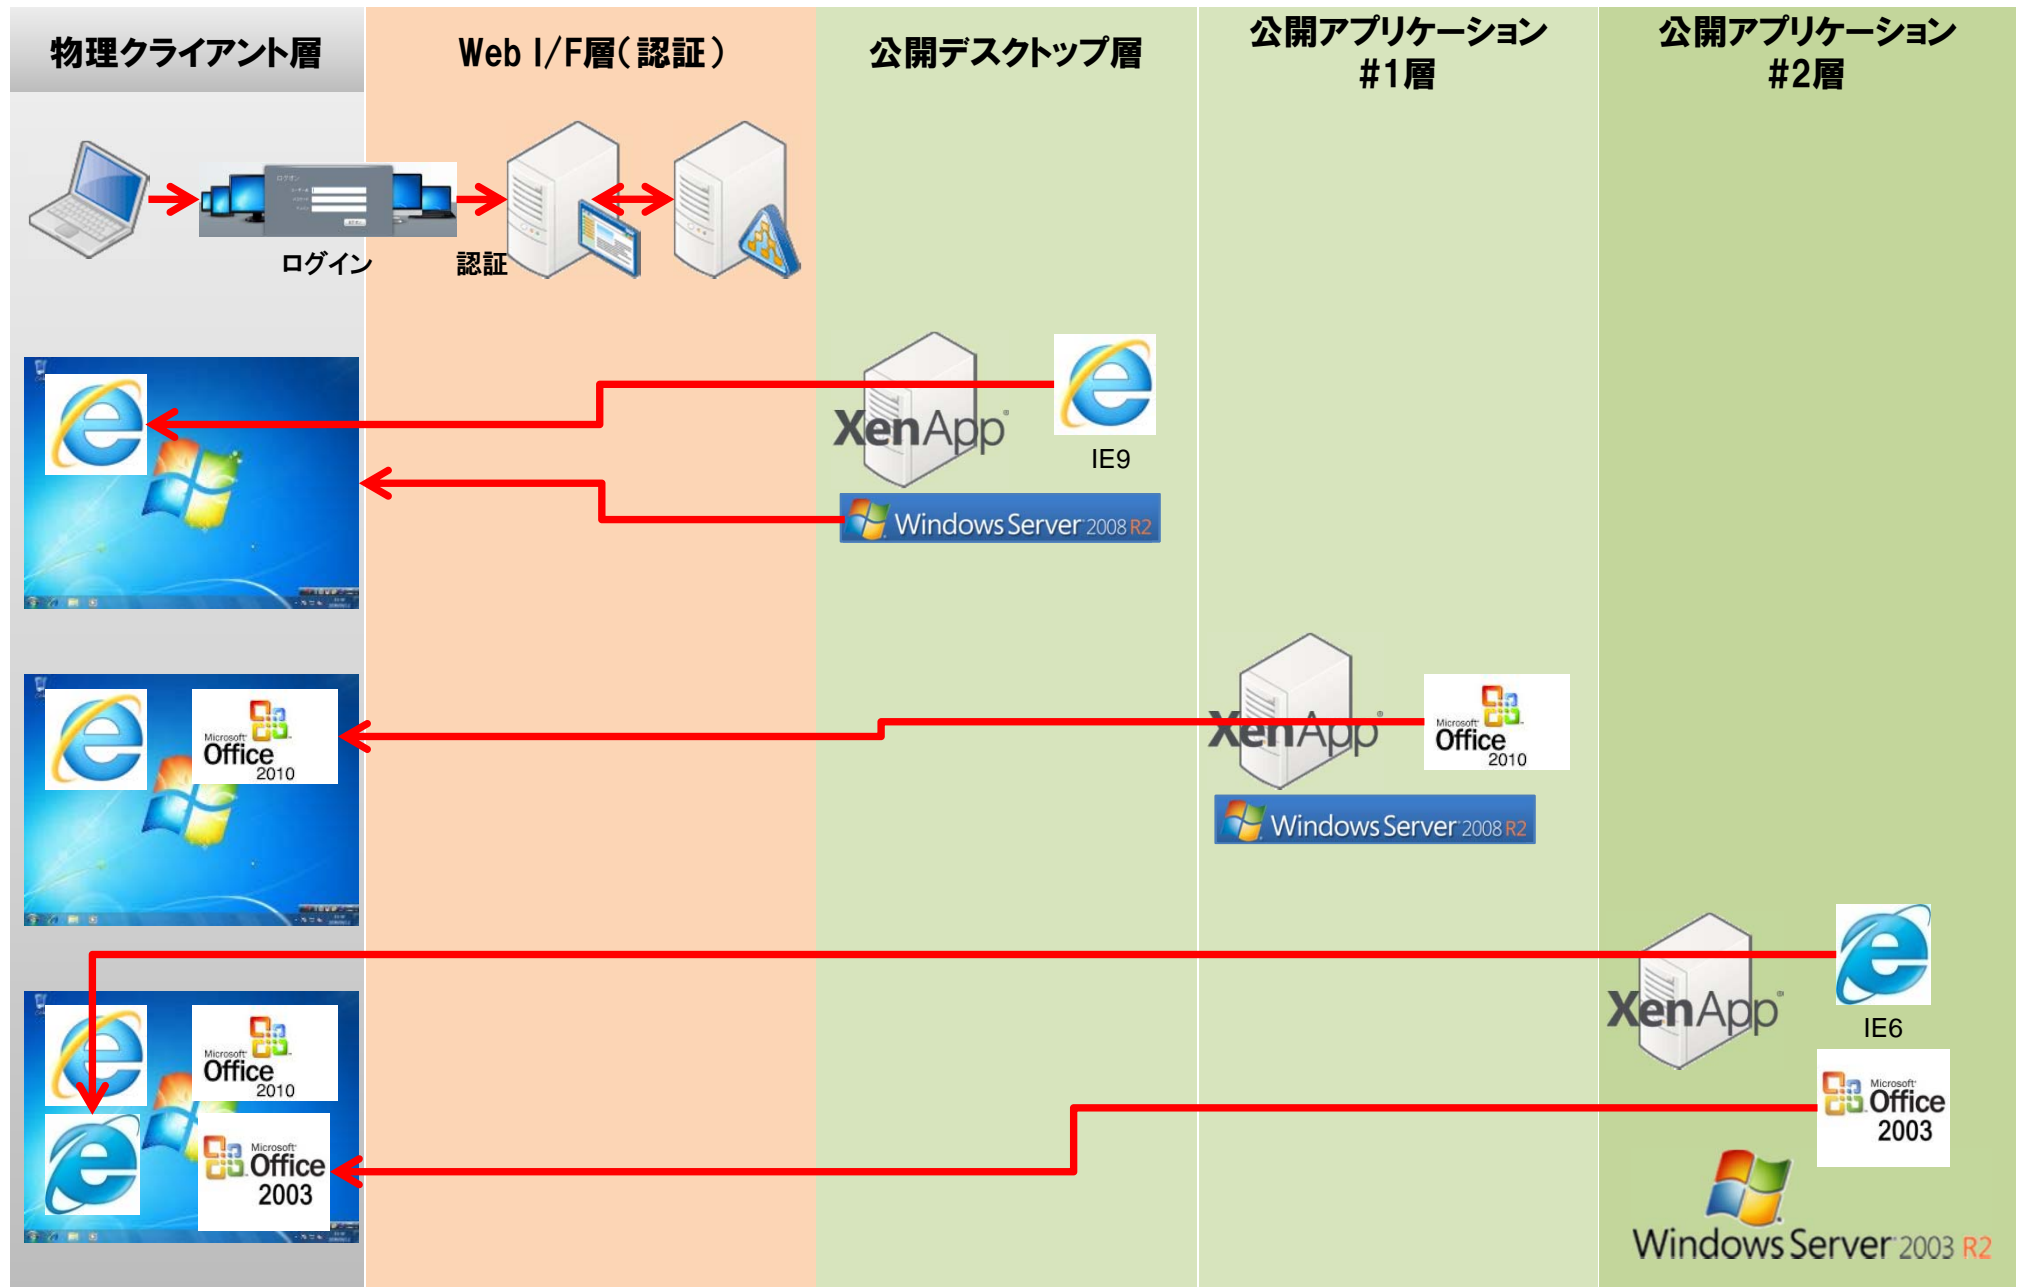 物理クライアント層
Web I/F層(認証)
公開デスクトップ層
公開アプリケーション
#1層
公開アプリケーション
#2層
ログオン
ログイン
認証
XenApp
IE9
Windows Server 2008 R2
Microsoft
Office
2010
XenApp
Microsoft
Office
2010
Windows Server 2008 R2
XenApp
IE6
Microsoft
Office
2010
Microsoft
Office
2003
Microsoft
Office
2003
Windows Server 2003 R2